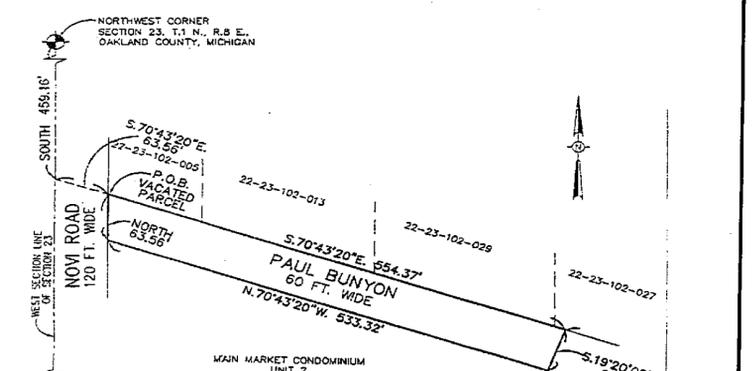 NORTHWEST CORNER
SECTION 23, T.1 N., R.8 E.,
OAKLAND COUNTY, MICHIGAN
SOUTH 459.16'
S.70°43'20"E.
63.56'
22-23-102-005
P.O.B.
VACATED
PARCEL
22-23-102-013
N
22-23-102-029
22-23-102-027
WEST SECTION LINE
OF SECTION 23
NOVI ROAD
120 FT. WIDE
NORTH
63.56'
S.70°43'20"E. 554.37'
PAUL BUNYON
60 FT. WIDE
N.70°43'20"W. 533.32'
S.19°20'
MAIN MARKET CONDOMINIUM
UNIT